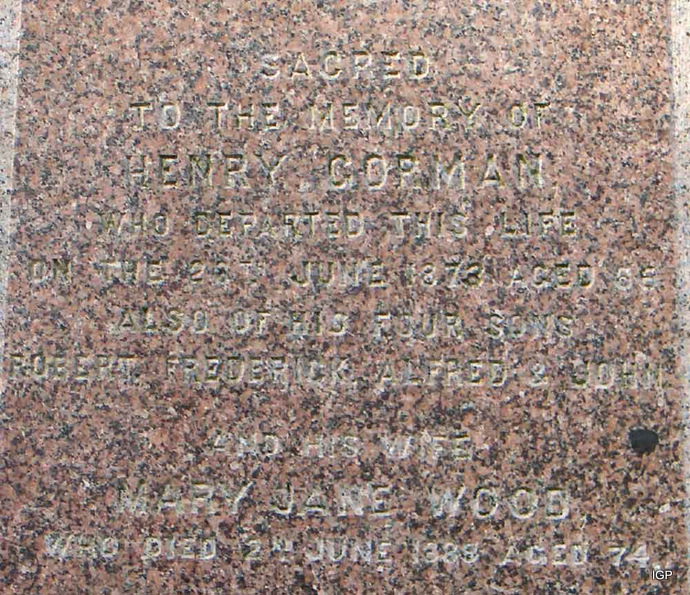 SACRED
TO THE MEMORY OF
HENRY GORMAN
WHO DEPARTED THIS LIFE
ON THE JUNE 1873 AGED
ALSO OF HIS FOUR SONS
ROBERT, FREDERICK, ALFRED & JOHN
AND HIS WIFE
MARY JANE WOOD,
WHO DIED JUNE AGED 74.
IGP